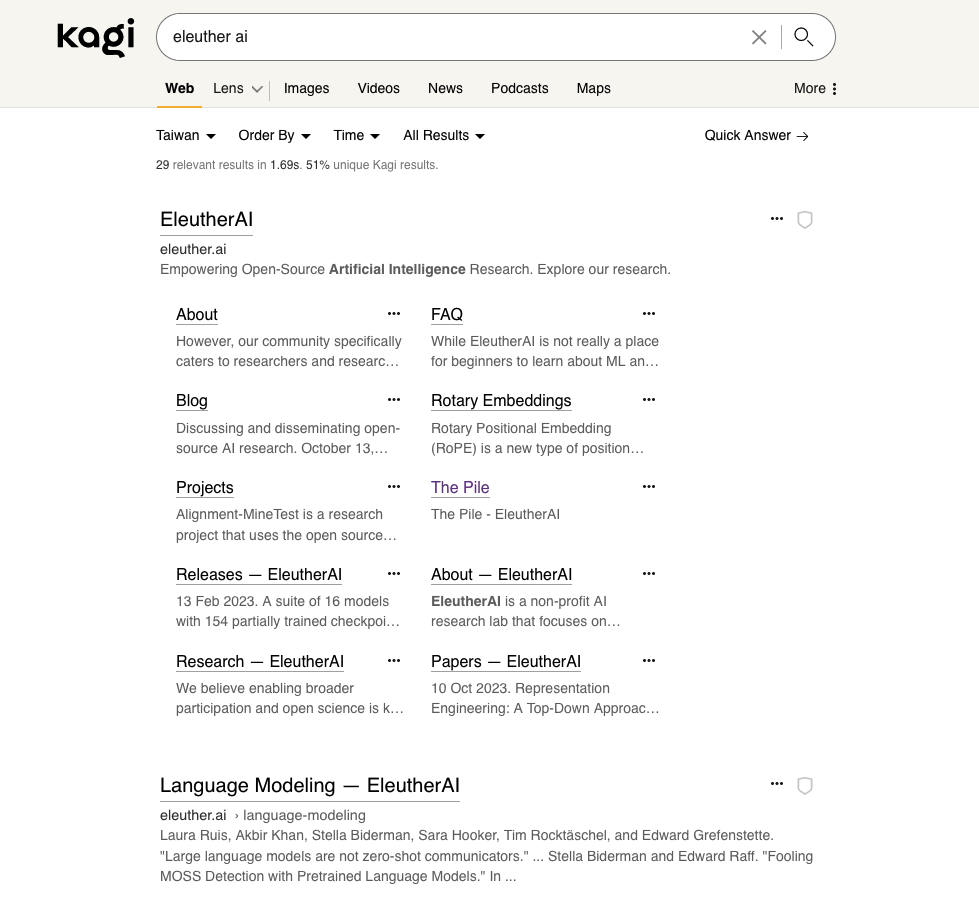 kagi
eleuther ai
Web Lens Images Videos News Podcasts Maps More
Taiwan Order By Time All Results Quick Answer →
29 relevant results in 1.69s. 51% unique Kagi results.
EleutherAI
eleuther.ai
Empowering Open-Source Artificial Intelligence Research. Explore our research.
About
However, our community specifically
caters to researchers and researc…
FAQ
While EleutherAI is not really a place
for beginners to learn about ML an…
Blog
Discussing and disseminating open-
source AI research. October 13,…
Rotary Embeddings
Rotary Positional Embedding
(RoPE) is a new type of position…
Projects
Alignment-MineTest is a research
project that uses the open source…
The Pile
The Pile - EleutherAI
Releases — EleutherAI
13 Feb 2023. A suite of 16 models
with 154 partially trained checkpoi…
About — EleutherAI
EleutherAI is a non-profit AI
research lab that focuses on…
Research — EleutherAI
We believe enabling broader
participation and open science is k…
Papers — EleutherAI
10 Oct 2023. Representation
Engineering: A Top-Down Approac…
Language Modeling — EleutherAI
eleuther.ai › language-modeling
Laura Ruis, Akbir Khan, Stella Biderman, Sara Hooker, Tim Rocktäschel, and Edward Grefenstette.
"Large language models are not zero-shot communicators." ... Stella Biderman and Edward Raff. "Fooling
MOSS Detection with Pretrained Language Models." In ...